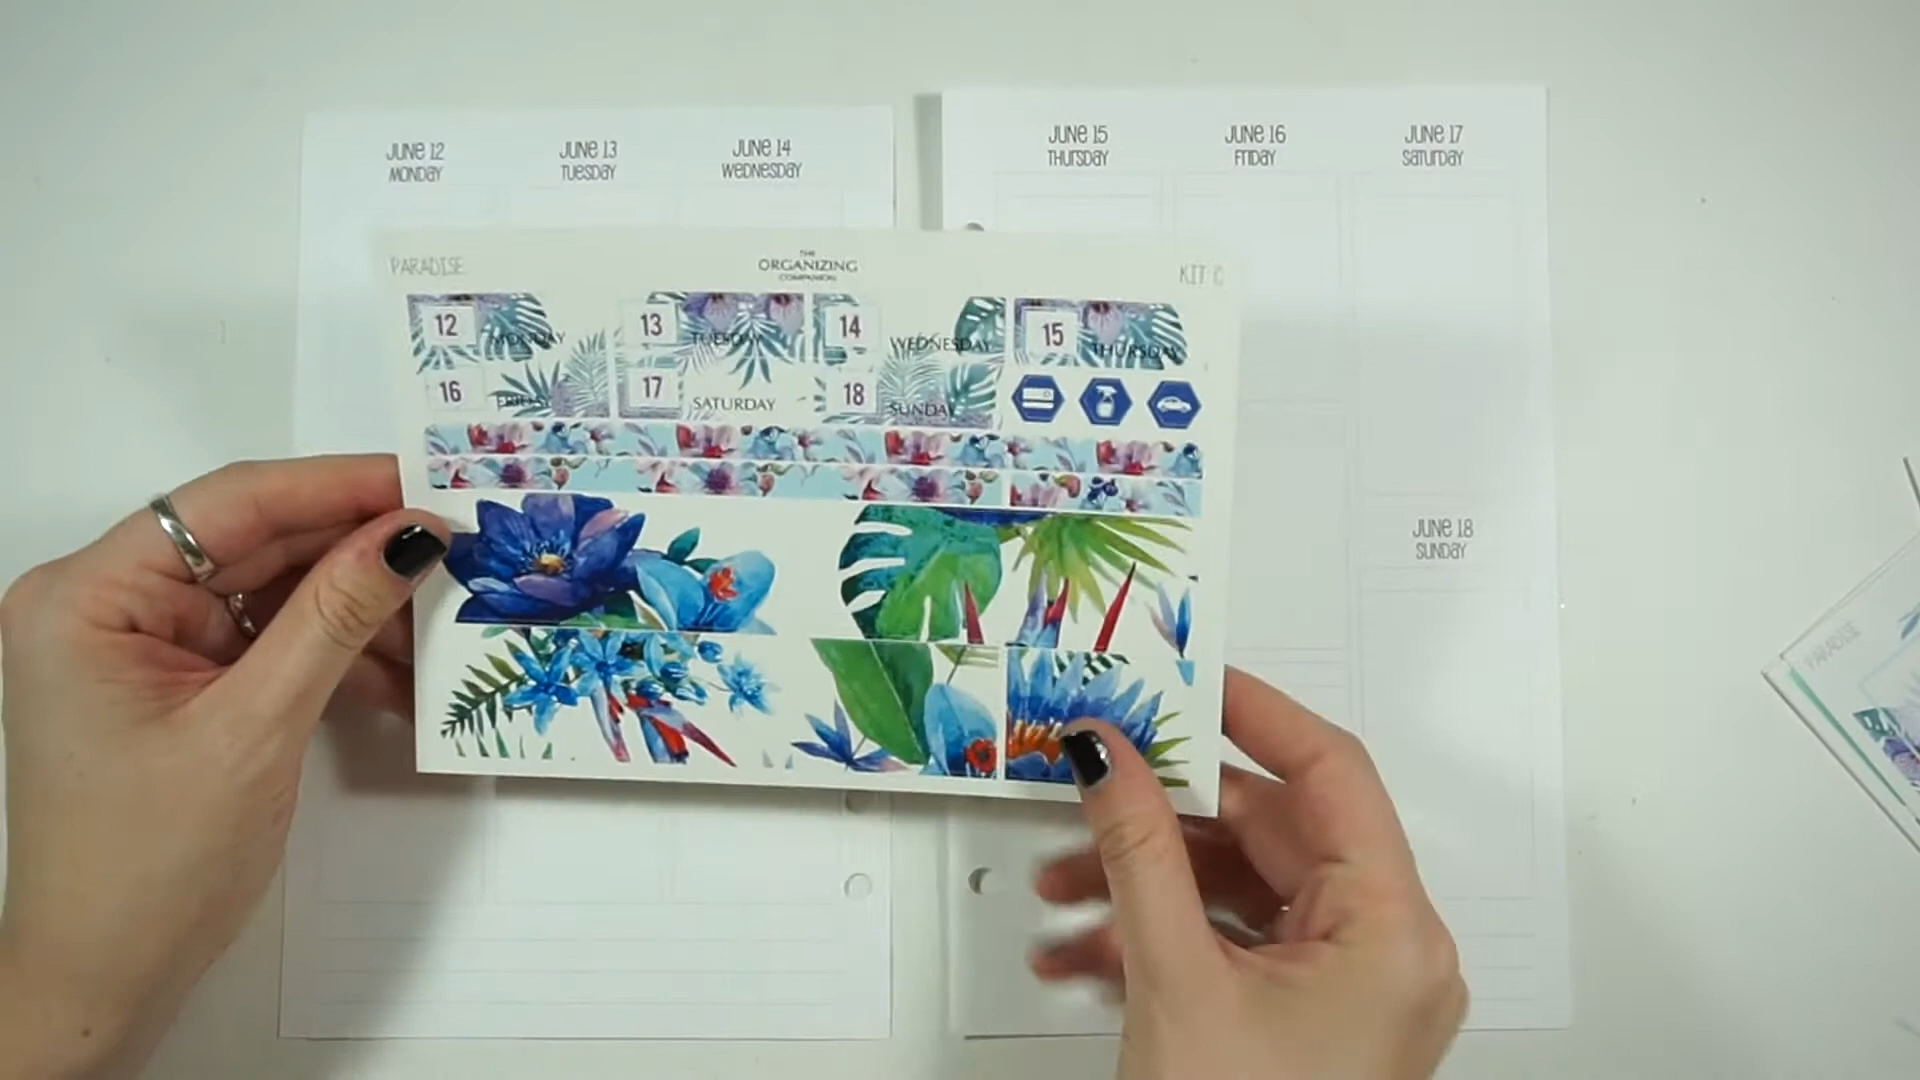 JUNE 12
MONDAY
JUNE 13
TUESDAY
JUNE 14
WEDNESDAY
JUNE 15
THURSDAY
JUNE 16
FRIDAY
JUNE 17
SATURDAY
PARADISE
THE
ORGANIZING
COMPANION
KIT
12 MONDAY
13 TUESDAY
14 WEDNESDAY
15 THURSDAY
16 FRIDAY
17 SATURDAY
18 SUNDAY
JUNE 18
SUNDAY
PARADISE